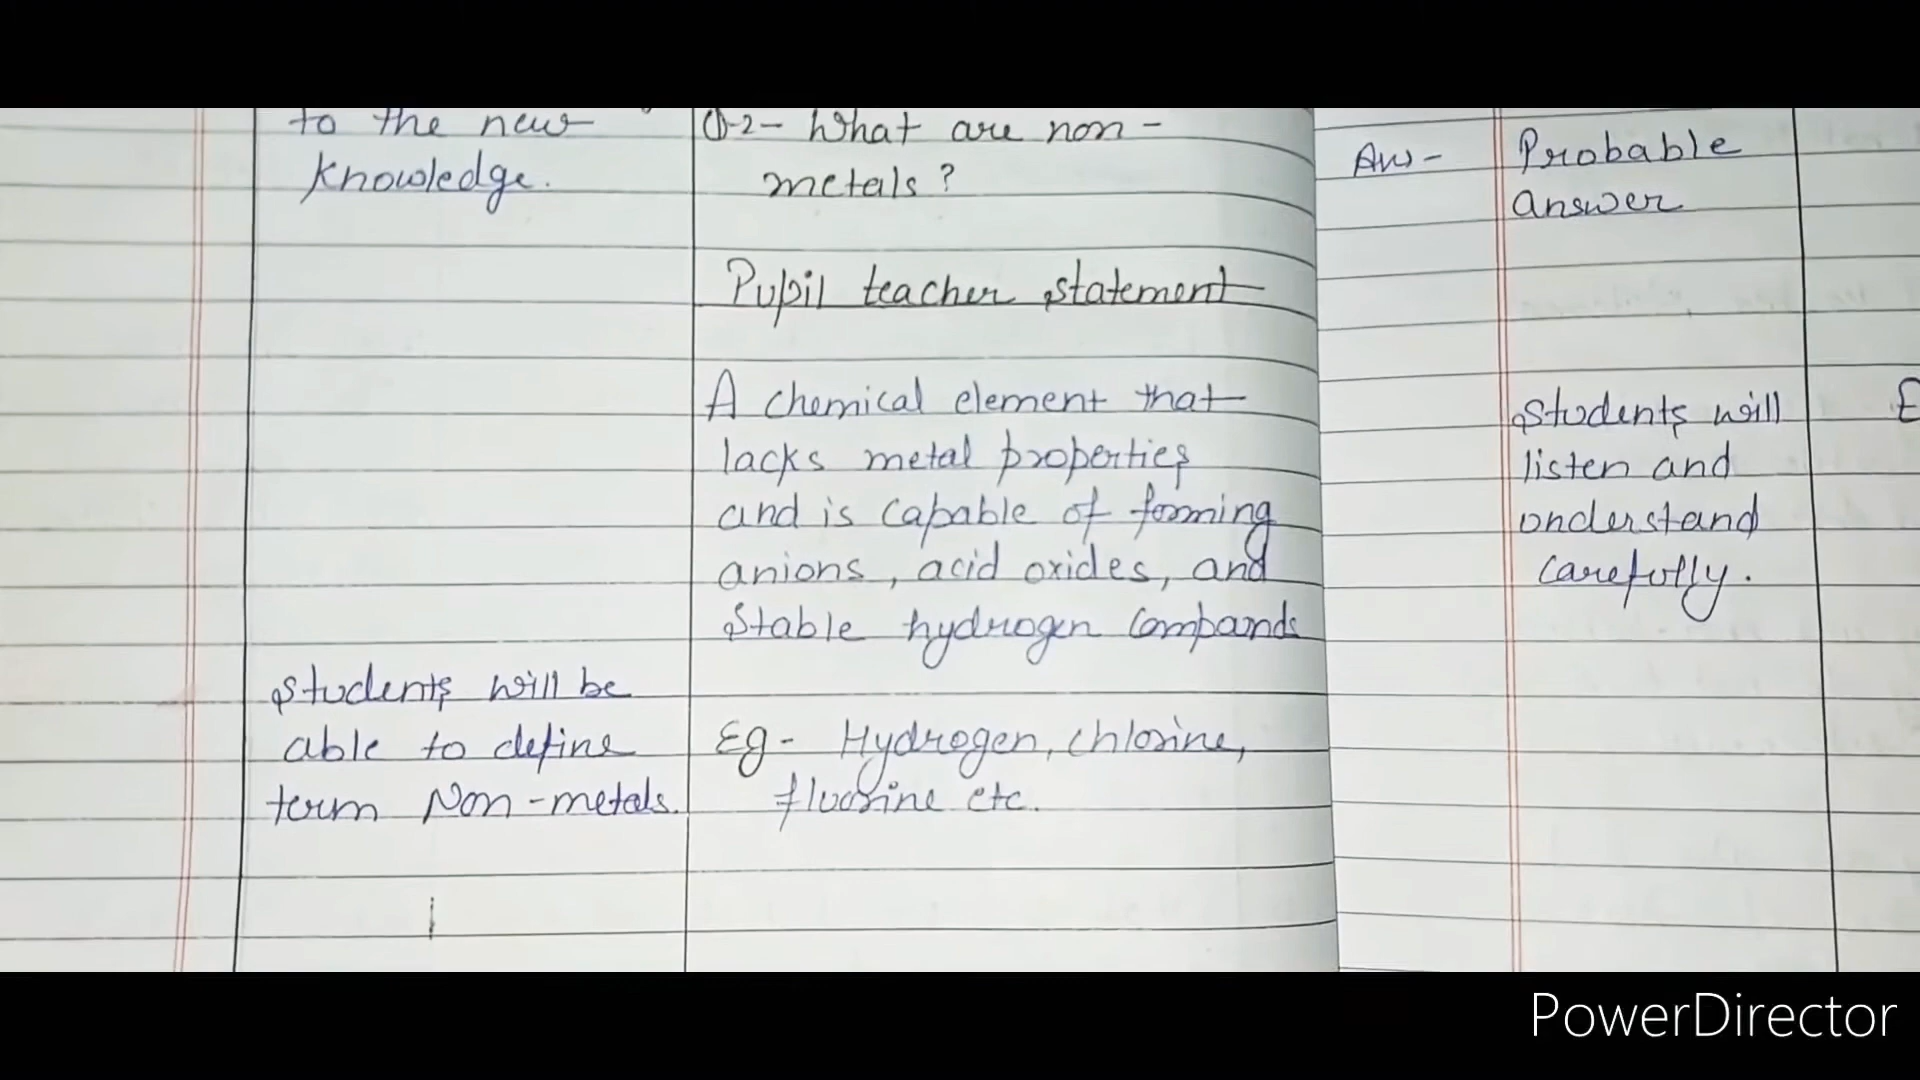 to the new
knowledge.
Q-2- What are non-
metals?
Pupil teacher statement
A chemical element that
lacks metal properties
and is capable of forming
anions, acid oxides, and
stable hydrogen compounds
Students will be
able to define
term Non-metals.
Eg- Hydrogen, chlorine,
fluorine etc.
Ans- Probable
answer
Students will
listen and
understand
carefully.
E
PowerDirector